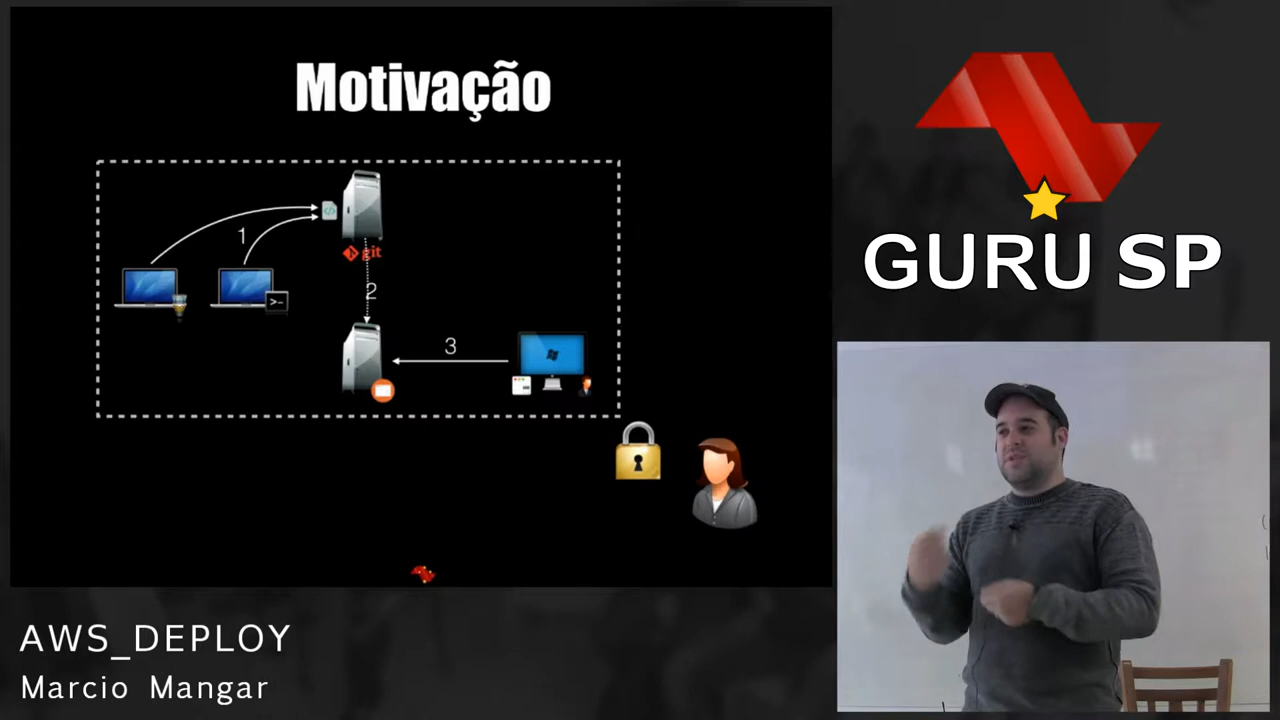 Motivação
1
git
2
3
GURU SP
AWS_DEPLOY
Marcio Mangar